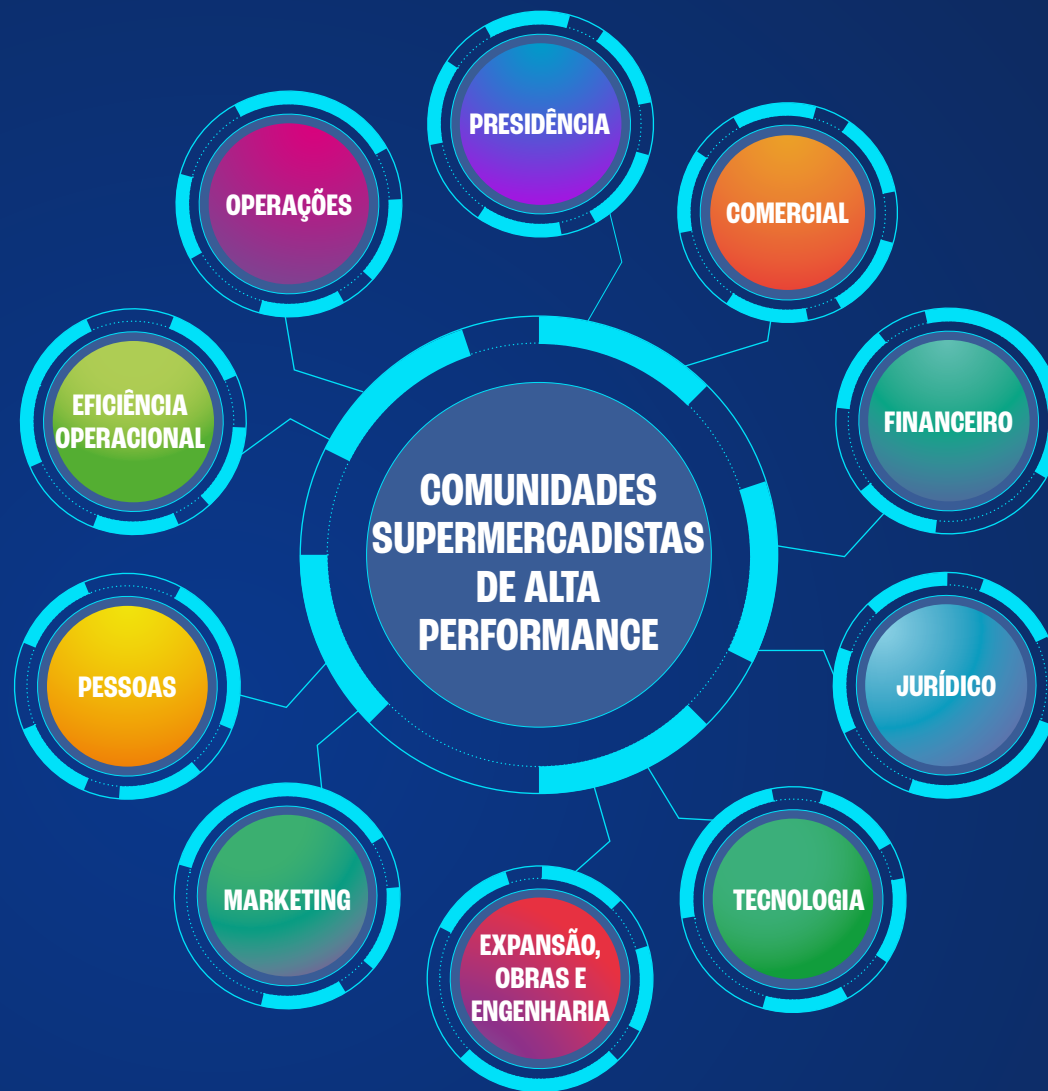 PRESIDÊNCIA
OPERAÇÕES
COMERCIAL
EFICIÊNCIA
OPERACIONAL
FINANCEIRO
COMUNIDADES
SUPERMERCADISTAS
DE ALTA
PERFORMANCE
PESSOAS
JURÍDICO
MARKETING
TECNOLOGIA
EXPANSÃO,
OBRAS E
ENGENHARIA